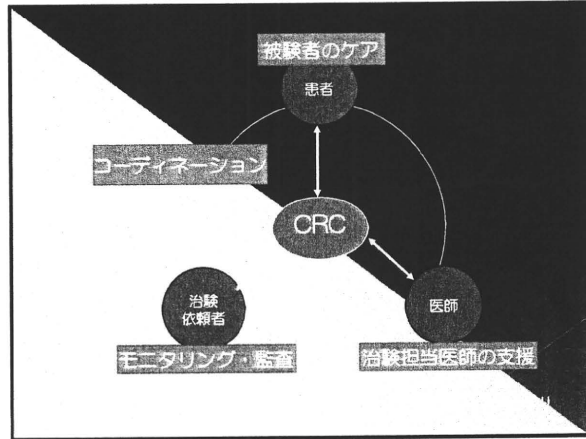 被験者のケア
患者
コーディネーション
CRC
治験
依頼者
医師
モニタリング・監査
治験担当医師の支援